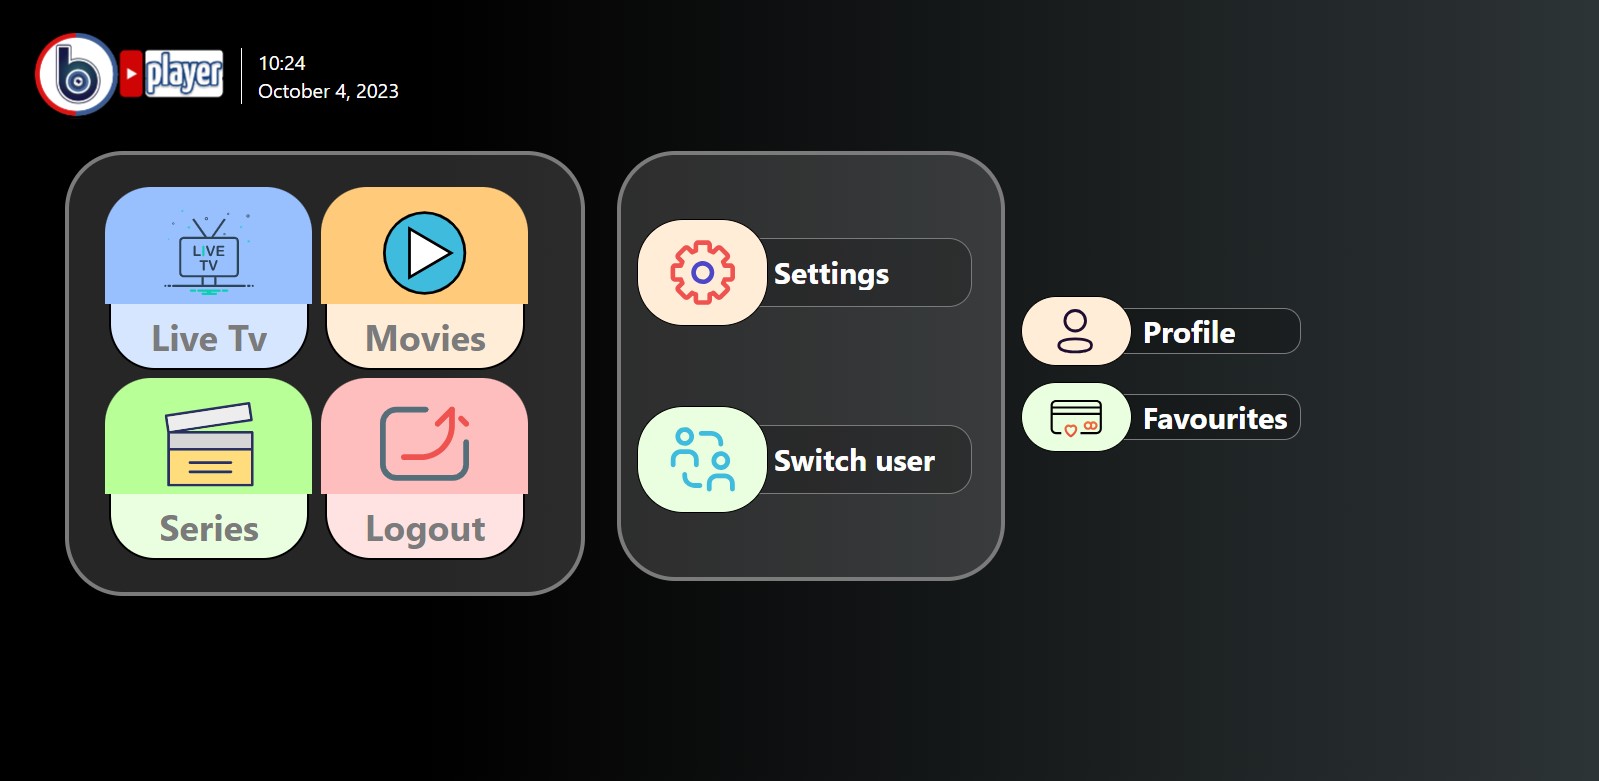 b player
10:24
October 4, 2023
LIVE
TV
Live Tv
Movies
Series
Logout
Settings
Switch user
Profile
Favourites